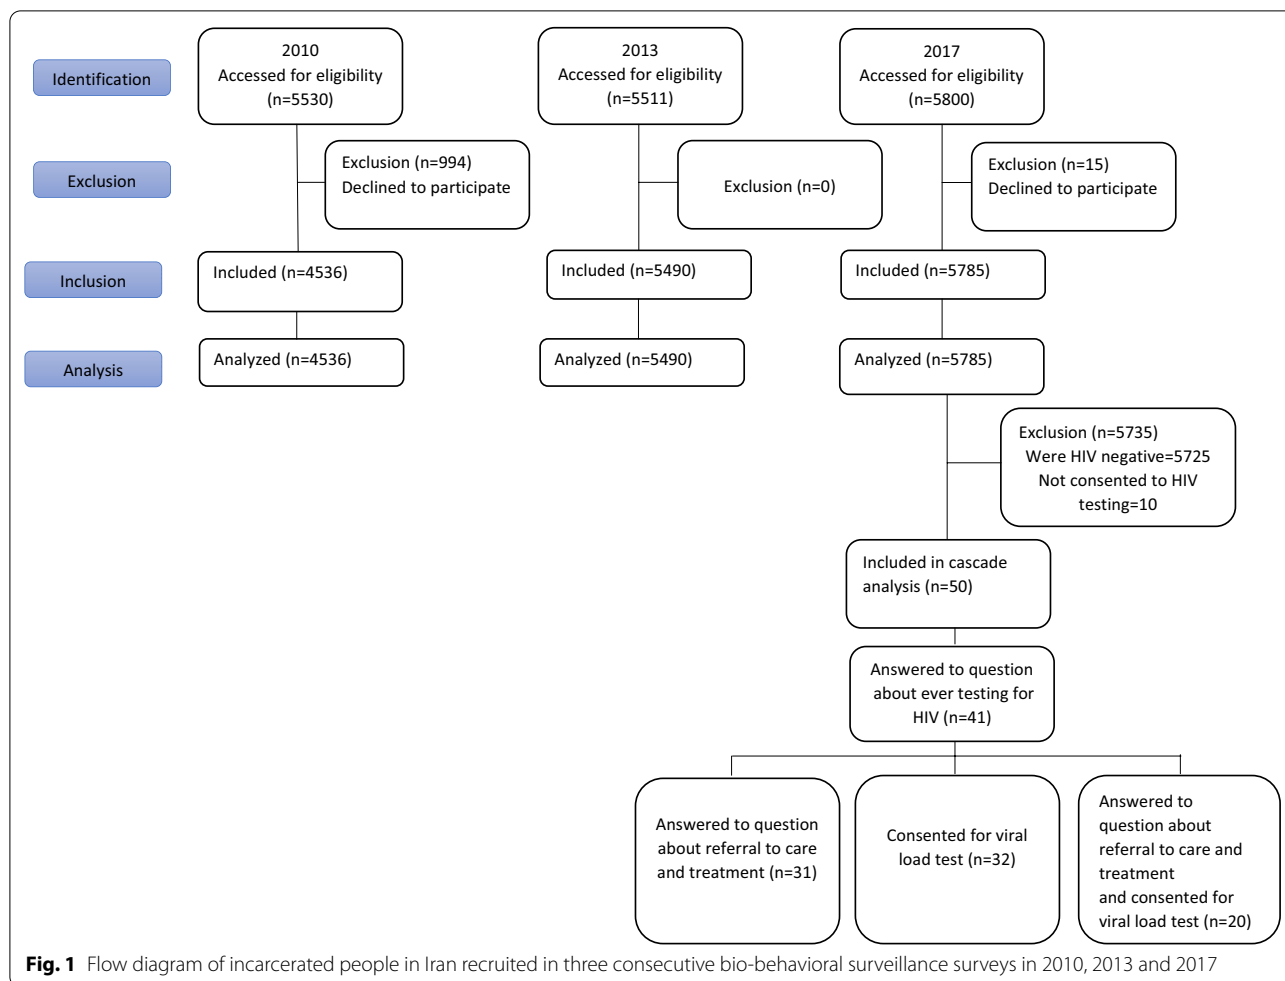 Identification
2010
Accessed for eligibility
(n=5530)
2013
Accessed for eligibility
(n=5511)
2017
Accessed for eligibility
(n=5800)
Exclusion
Exclusion (n=994)
Declined to participate
Exclusion (n=0)
Exclusion (n=15)
Declined to participate
Inclusion
Included (n=4536)
Included (n=5490)
Included (n=5785)
Analysis
Analyzed (n=4536)
Analyzed (n=5490)
Analyzed (n=5785)
Exclusion (n=5735)
Were HIV negative=5725
Not consented to HIV
testing=10
Included in cascade
analysis (n=50)
Answered to question
about ever testing for
HIV (n=41)
Answered to question
about referral to care
and treatment (n=31)
Consented for viral
load test (n=32)
Answered to
question about
referral to care and
treatment
and consented for
viral load test (n=20)
Fig. 1 Flow diagram of incarcerated people in Iran recruited in three consecutive bio-behavioral surveillance surveys in 2010, 2013 and 2017